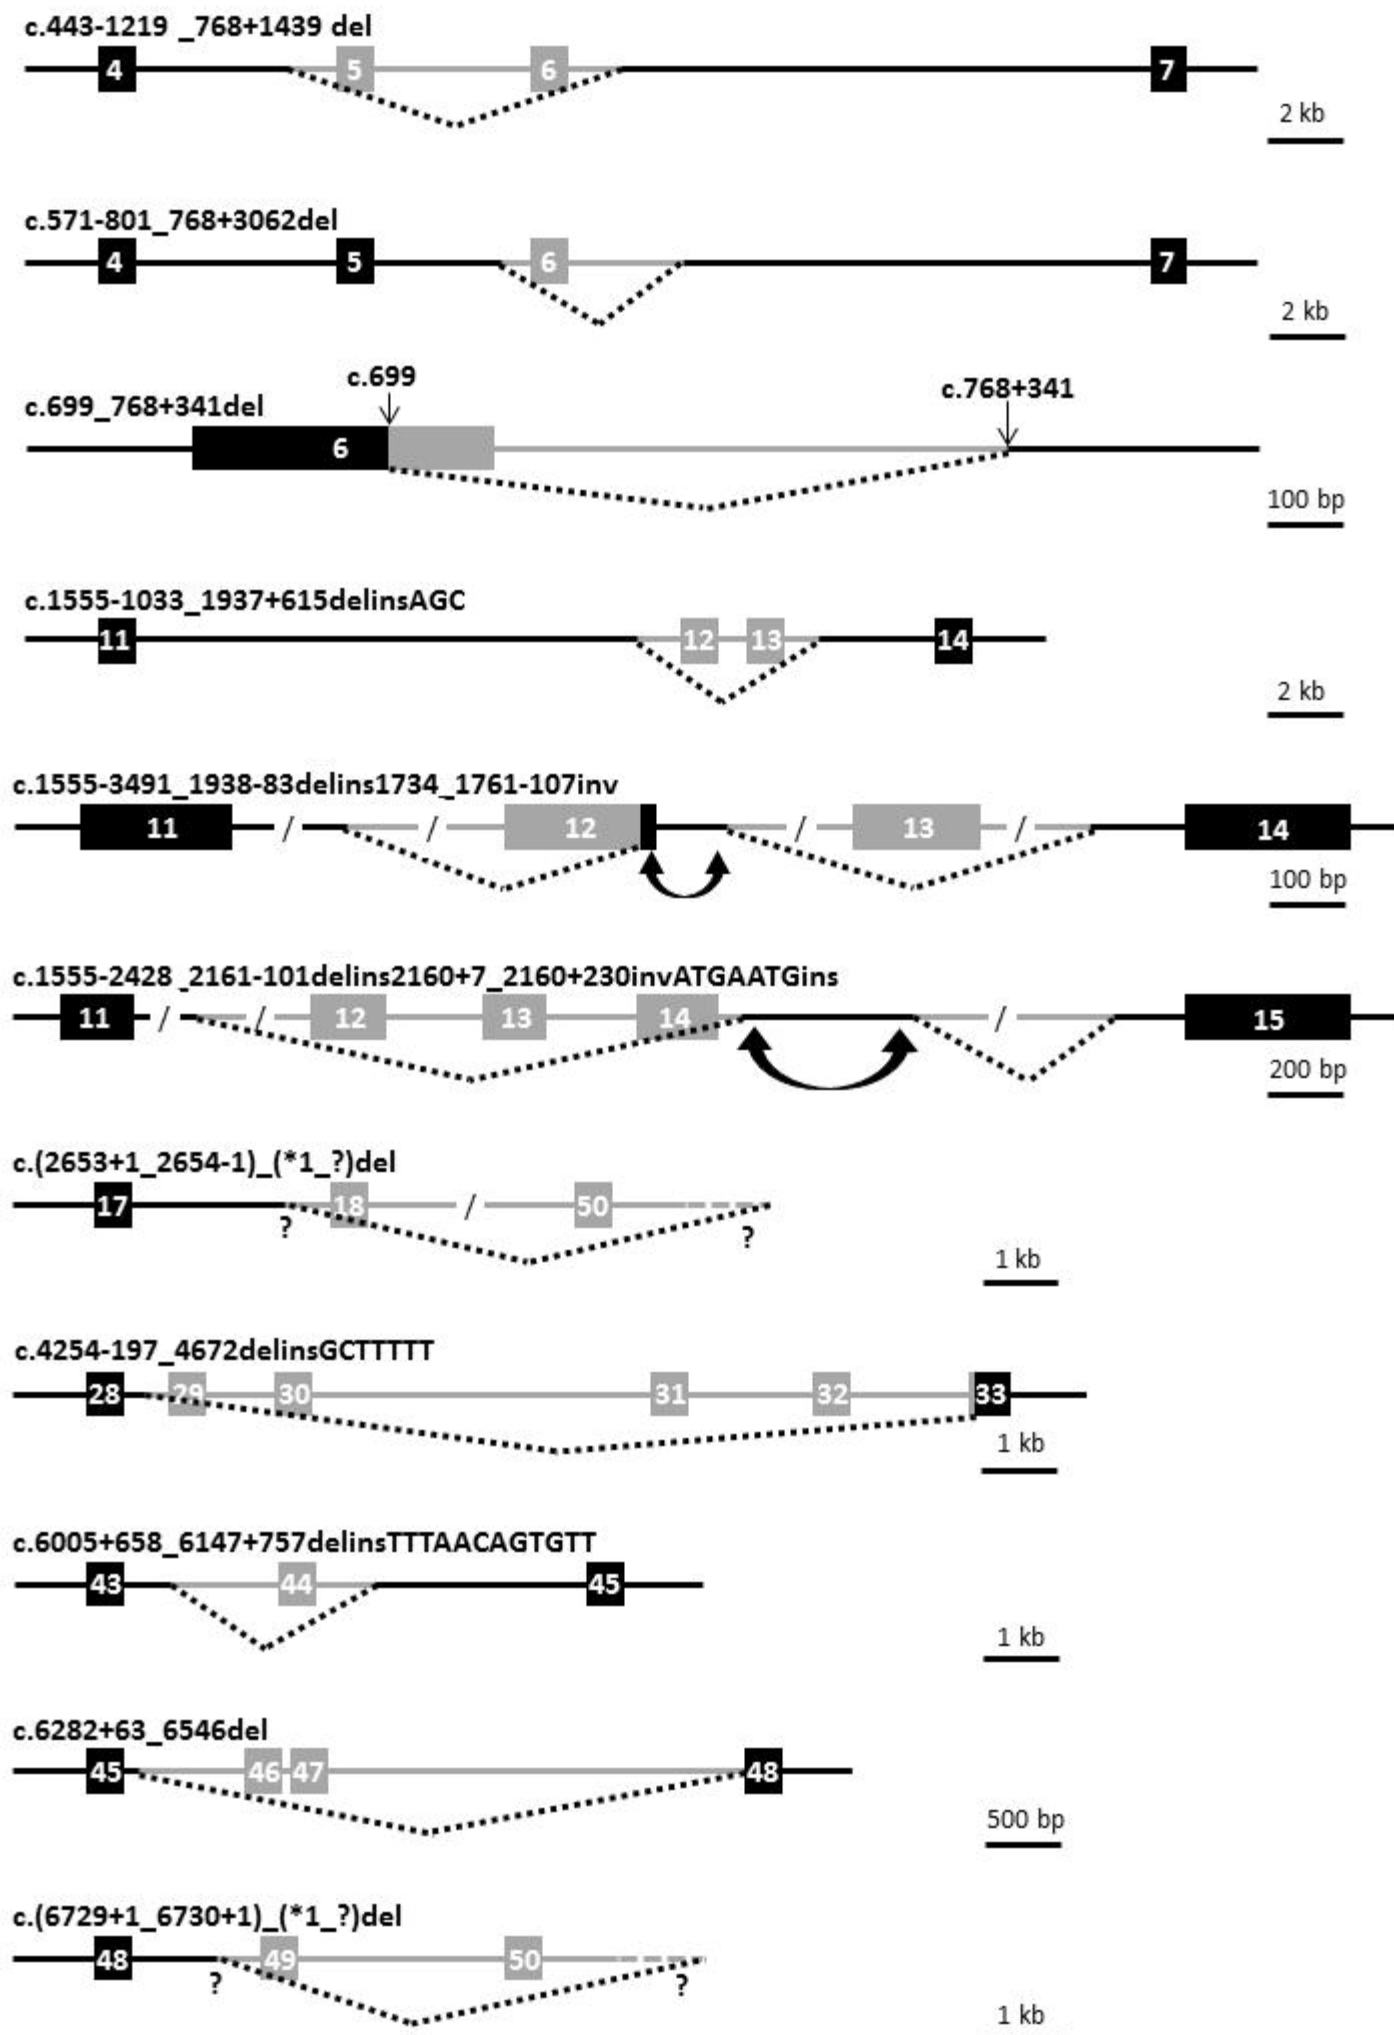 c.443-1219 _768+1439 del
4 5 6 7
2 kb
c.571-801_768+3062del
4 5 6 7
2 kb
c.699 c.768+341
c.699_768+341del
6
100 bp
c.1555-1033_1937+615delinsAGC
11 12 13 14
2 kb
c.1555-3491_1938-83delins1734_1761-107inv
11 / / 12 / 13 / 14
100 bp
c.1555-2428_2161-101delins2160+7_2160+230invATGAATGins
11 / / 12 13 14 / 15
200 bp
c.(2653+1_2654-1)_(*1_?)del
17 18 / 50
? ?
1 kb
c.4254-197_4672delinsGCTTTTT
28 29 30 31 32 33
1 kb
c.6005+658_6147+757delinsTTTAACAGTGTT
43 44 45
1 kb
c.6282+63_6546del
45 46 47 48
500 bp
c.(6729+1_6730+1)_(*1_?)del
48 49 50
? ?
1 kb